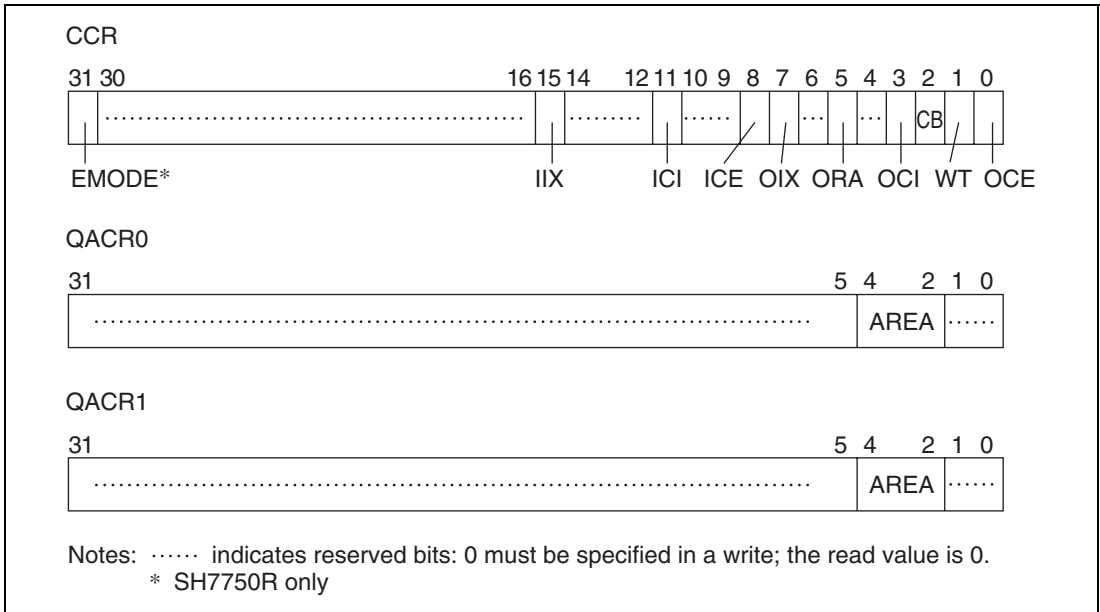 CCR
31 30 16 15 14 12 11 10 9 8 7 6 5 4 3 2 1 0
CB
EMODE* IIX ICI ICE OIX ORA OCI WT OCE
QACR0
31 5 4 2 1 0
AREA
QACR1
31 5 4 2 1 0
AREA
Notes: ...... indicates reserved bits: 0 must be specified in a write; the read value is 0.
* SH7750R only